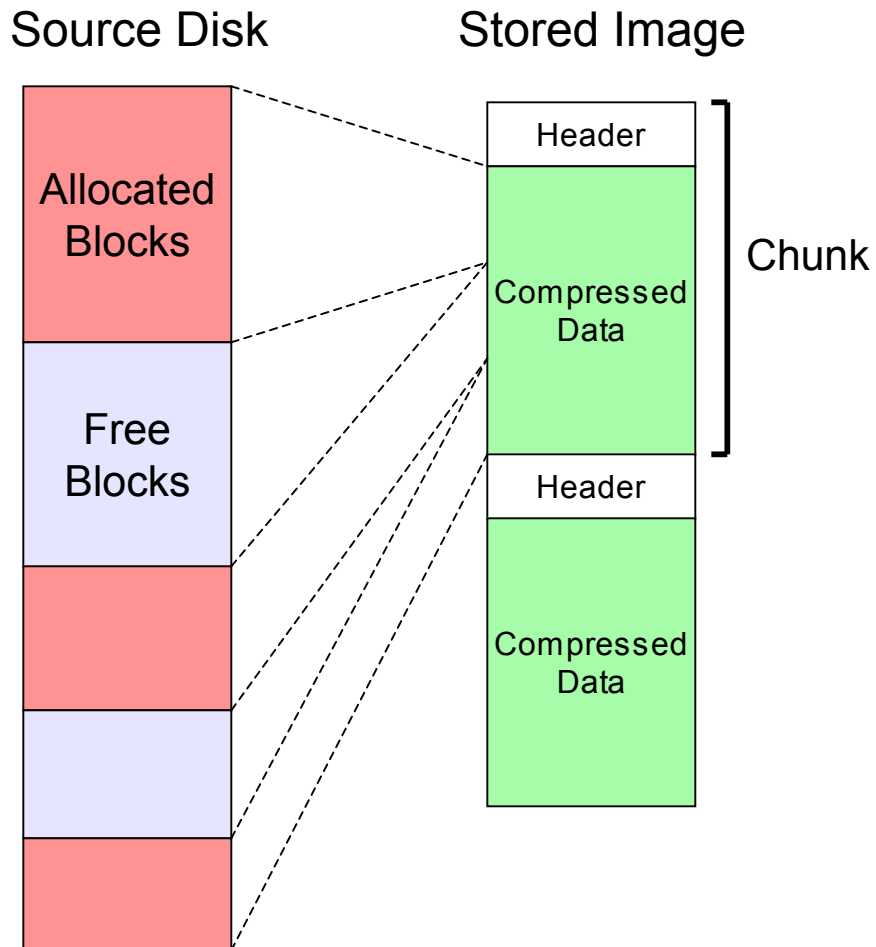 Source Disk
Stored Image
Header
Allocated
Blocks
Chunk
Compressed
Data
Free
Blocks
Header
Compressed
Data